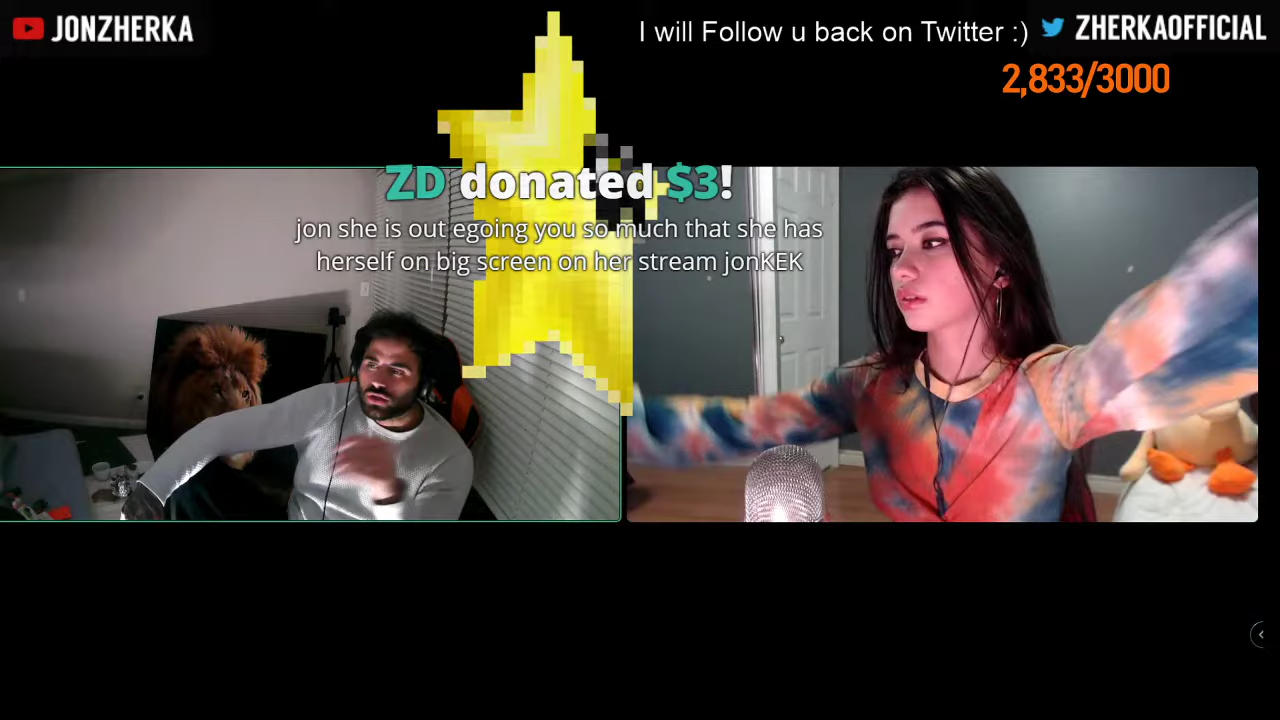 JONZHERKA
I will Follow u back on Twitter :)
ZHERKAOFFICIAL
2,833/3000
ZD donated $3!
jon she is out egoing you so much that she has
herself on big screen on her stream jonKEK